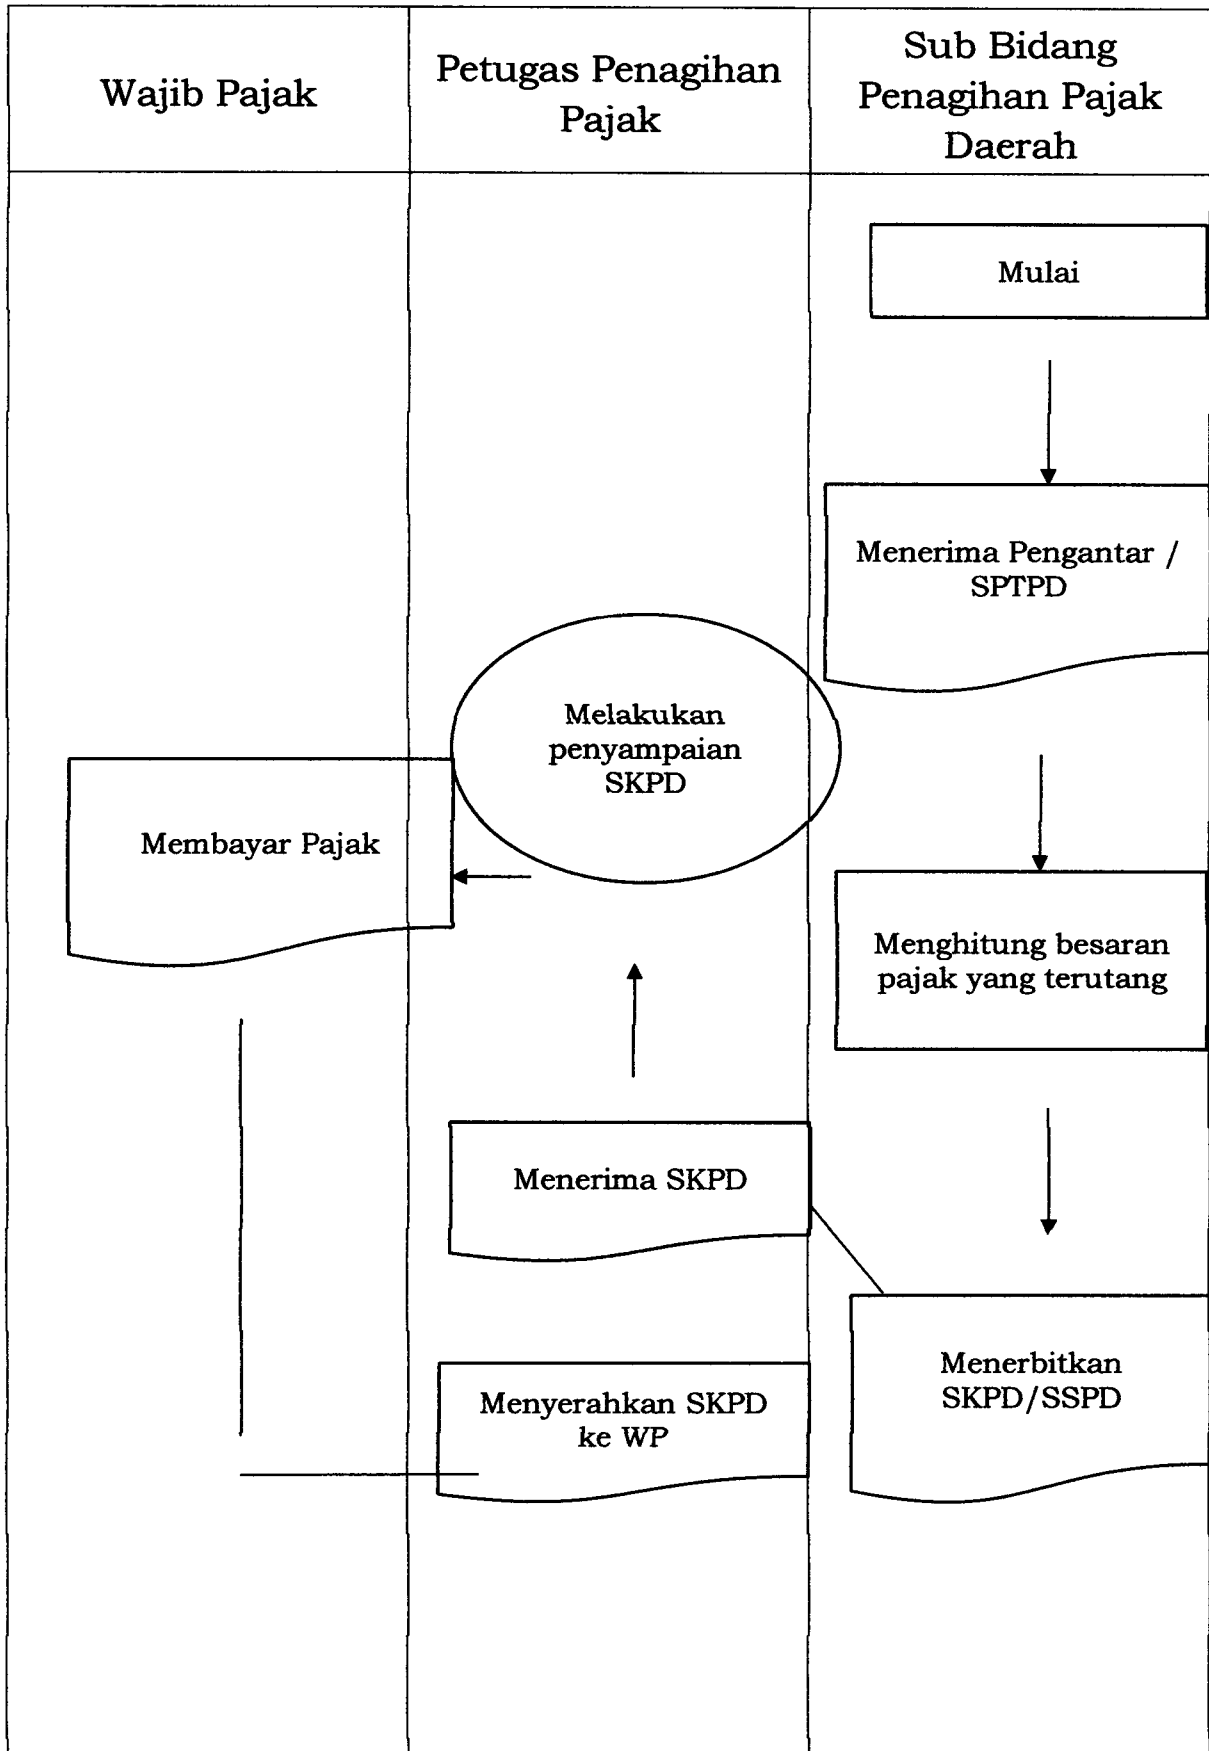 Wajib Pajak
Petugas Penagihan
Pajak
Sub Bidang
Penagihan Pajak
Daerah
Mulai
Menerima Pengantar /
SPTPD
Melakukan
penyampaian
SKPD
Membayar Pajak
Menghitung besaran
pajak yang terutang
Menerima SKPD
Menerbitkan
SKPD/SSPD
Menyerahkan SKPD
ke WP